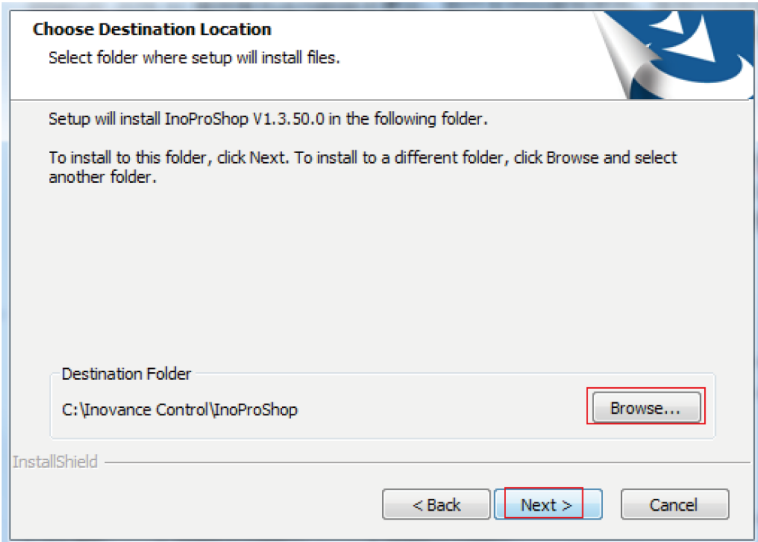 Choose Destination Location
Select folder where setup will install files.
Setup will install InoProShop V1.3.50.0 in the following folder.
To install to this folder, click Next. To install to a different folder, click Browse and select
another folder.
Destination Folder
C:\Inovance Control\InoProShop
Browse...
InstallShield
< Back
Next >
Cancel